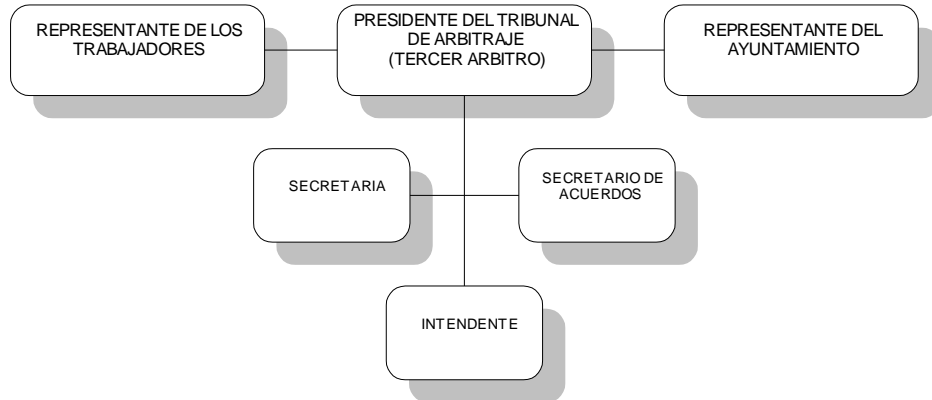 REPRESENTANTE DE LOS
TRABAJADORES
PRESIDENTE DEL TRIBUNAL
DE ARBITRAJE
(TERCER ARBITRO)
REPRESENTANTE DEL
AYUNTAMIENTO
SECRETARIA
SECRETARIO DE
ACUERDOS
INTENDENTE